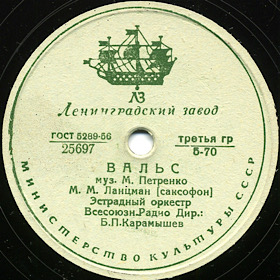 ЛЗ
Ленинградский завод
ГОСТ 5289-56
25697
третья гр
5-70
ВАЛЬС
муз. М. Петренко
М. М. Ланцман [саксофон]
Эстрадный оркестр
Всесоюзн.Радио Дир.:
Б.П.Карамышев
МИНИСТЕРСТВО КУЛЬТУРЫ СССР